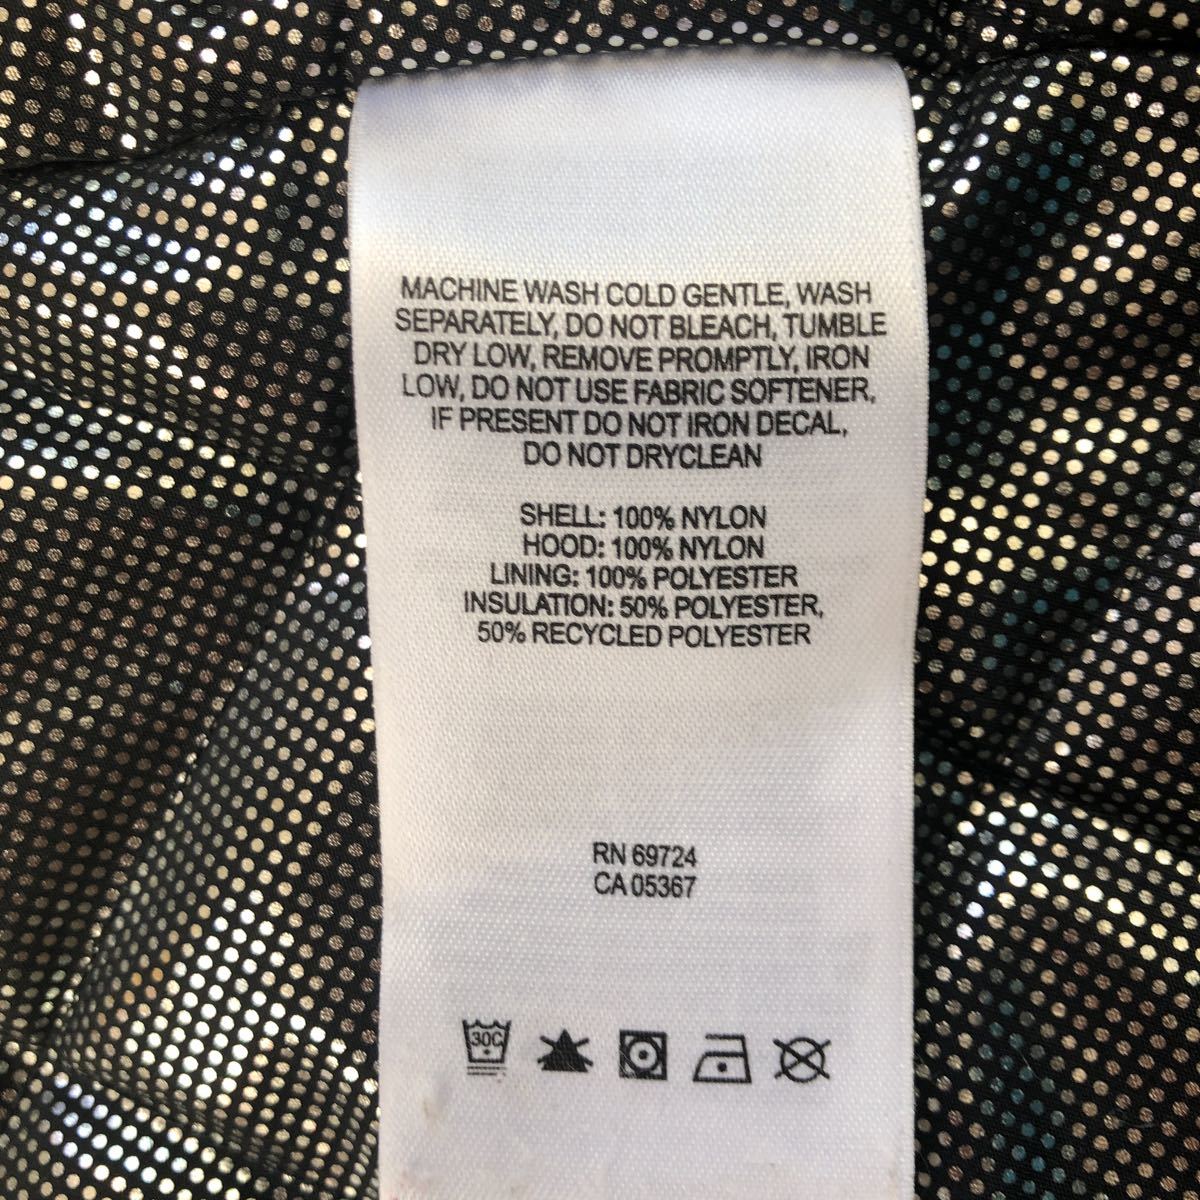 MACHINE WASH COLD GENTLE, WASH
SEPARATELY, DO NOT BLEACH, TUMBLE
DRY LOW, REMOVE PROMPTLY, IRON
LOW, DO NOT USE FABRIC SOFTENER,
IF PRESENT DO NOT IRON DECAL,
DO NOT DRYCLEAN
SHELL: 100% NYLON
HOOD: 100% NYLON
LINING: 100% POLYESTER
INSULATION: 50% POLYESTER,
50% RECYCLED POLYESTER
RN 69724
CA 05367
30C